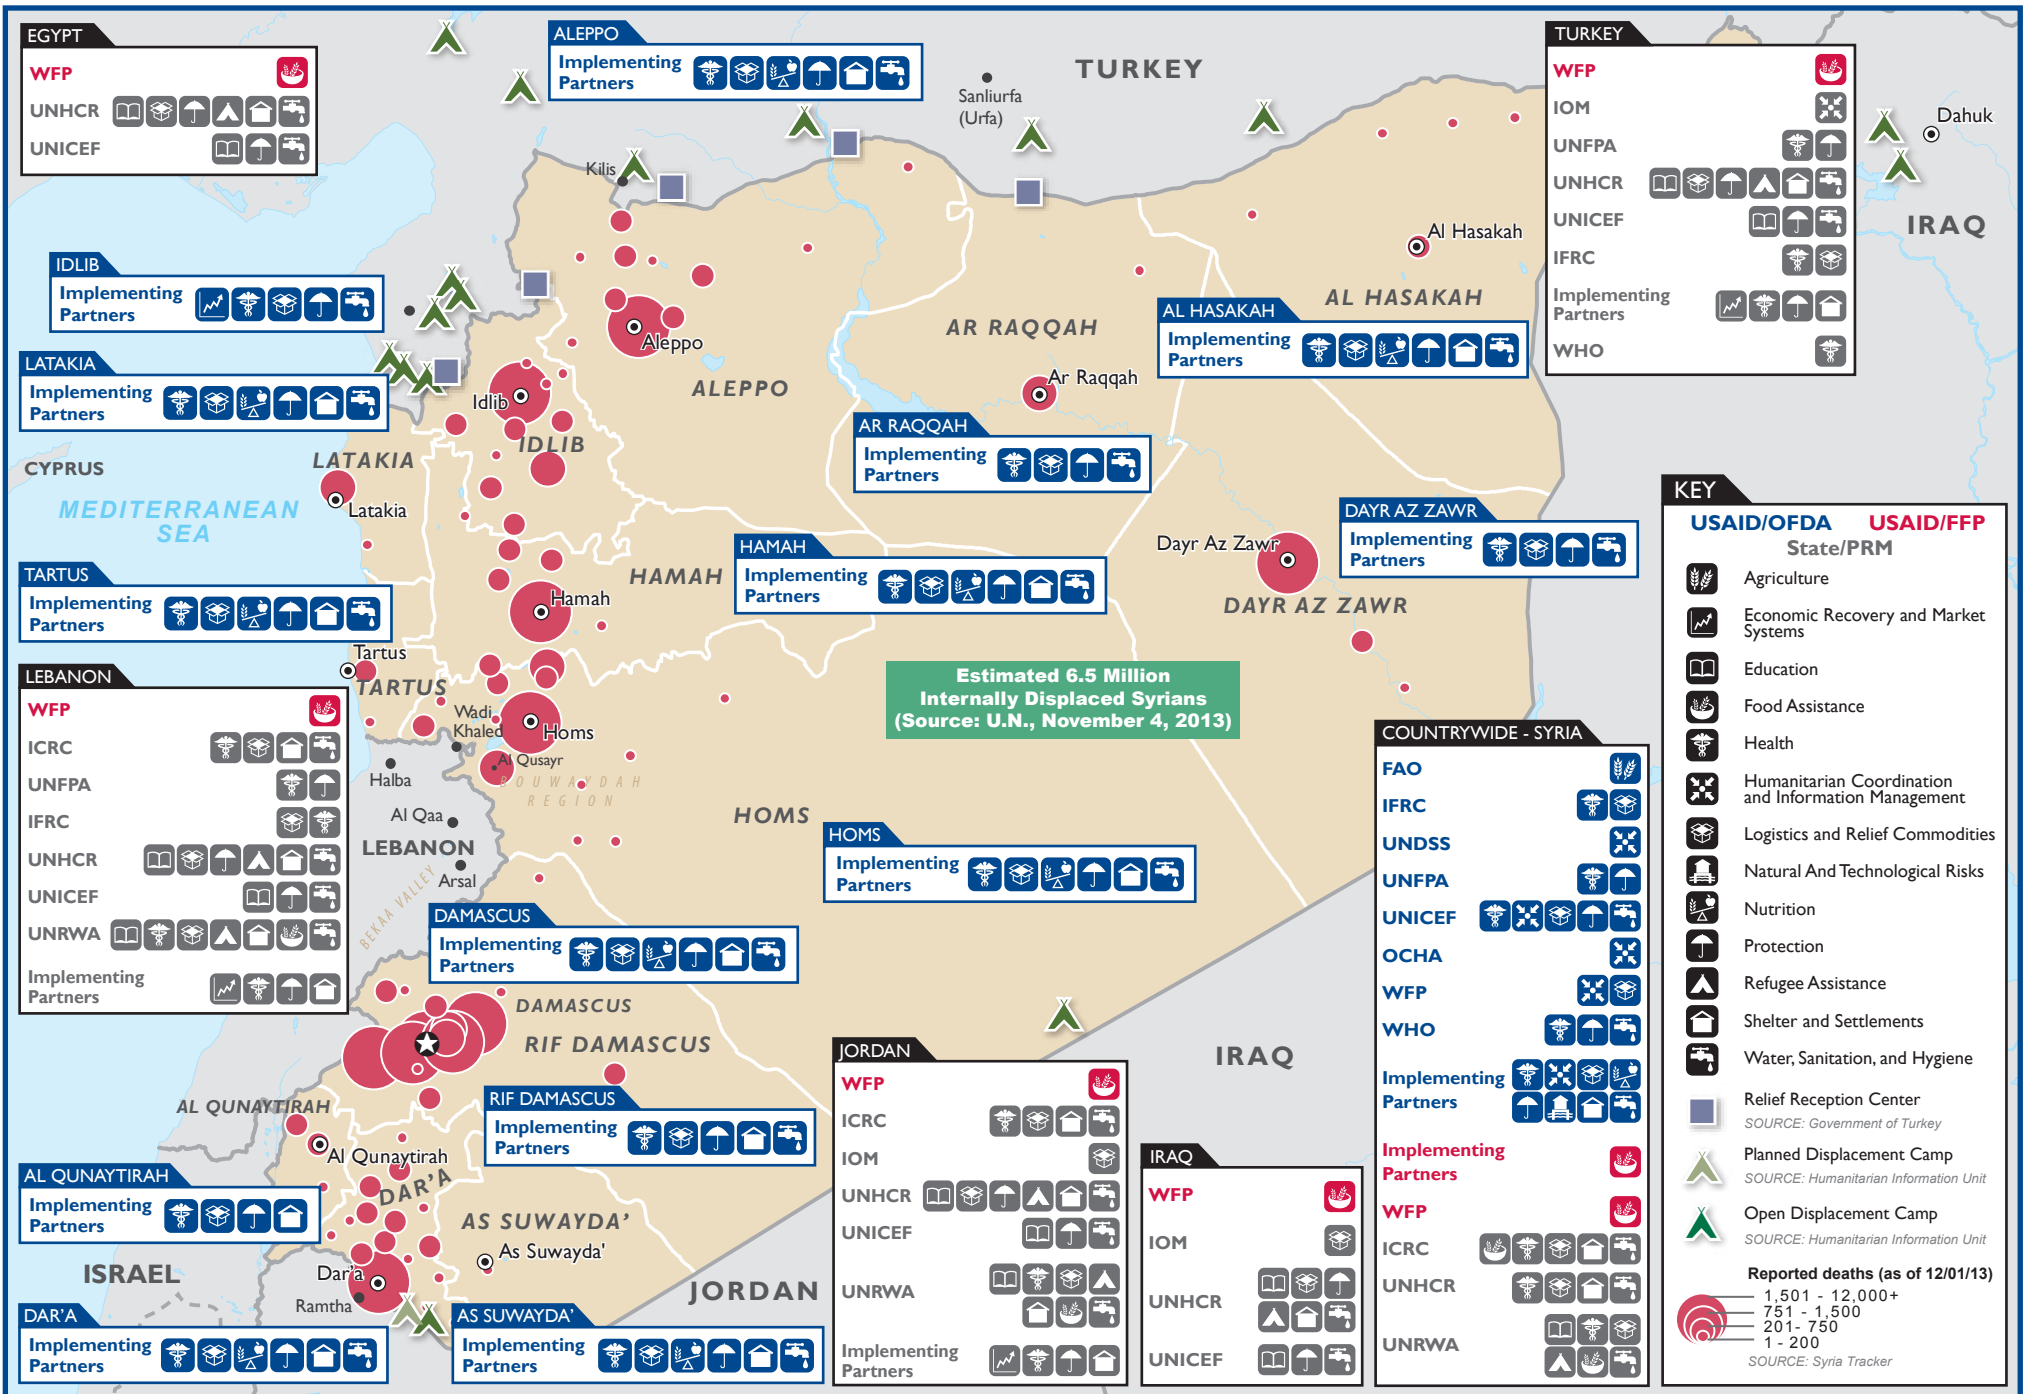 EGYPT
WFP
UNHCR
UNICEF
ALEPPO
Implementing
Partners
TURKEY
Sanliurfa
(Urfa)
TURKEY
WFP
IOM
UNFPA
UNHCR
UNICEF
IFRC
Implementing
Partners
WHO
Dahuk
IRAQ
Kilis
IDLIB
Implementing
Partners
LATAKIA
Implementing
Partners
Al Hasakah
AL HASAKAH
AL HASAKAH
Implementing
Partners
AR RAQQAH
Ar Raqqah
AR RAQQAH
Implementing
Partners
Aleppo
ALEPPO
Idlib
IDLIB
CYPRUS
LATAKIA
Latakia
MEDITERRANEAN
SEA
TARTUS
Implementing
Partners
HAMAH
Hamah
HAMAH
Implementing
Partners
Dayr Az Zawr
DAYR AZ ZAWR
DAYR AZ ZAWR
Implementing
Partners
Tartus
TARTUS
Estimated 6.5 Million
Internally Displaced Syrians
(Source: U.N., November 4, 2013)
LEBANON
WFP
ICRC
UNFPA
IFRC
UNHCR
UNICEF
UNRWA
Implementing
Partners
Wadi
Khaled
Homs
Al Qusayr
BOUWAYDAH
REGION
Halba
Al Qaa
LEBANON
Arsal
BEKAA VALLEY
HOMS
HOMS
Implementing
Partners
DAMASCUS
Implementing
Partners
DAMASCUS
RIF DAMASCUS
RIF DAMASCUS
Implementing
Partners
AL QUNAYTIRAH
Al Qunaytirah
AL QUNAYTIRAH
Implementing
Partners
DAR'A
Dar'a
Ramtha
ISRAEL
DAR'A
Implementing
Partners
AS SUWAYDA'
As Suwayda'
AS SUWAYDA'
Implementing
Partners
JORDAN
JORDAN
WFP
ICRC
IOM
UNHCR
UNICEF
UNRWA
Implementing
Partners
IRAQ
IRAQ
WFP
IOM
UNHCR
UNICEF
COUNTRYWIDE - SYRIA
FAO
IFRC
UNDSS
UNFPA
UNICEF
OCHA
WFP
WHO
Implementing
Partners
Implementing
Partners
WFP
ICRC
UNHCR
UNRWA
KEY
USAID/OFDA USAID/FFP
State/PRM
Agriculture
Economic Recovery and Market
Systems
Education
Food Assistance
Health
Humanitarian Coordination
and Information Management
Logistics and Relief Commodities
Natural And Technological Risks
Nutrition
Protection
Refugee Assistance
Shelter and Settlements
Water, Sanitation, and Hygiene
Relief Reception Center
SOURCE: Government of Turkey
Planned Displacement Camp
SOURCE: Humanitarian Information Unit
Open Displacement Camp
SOURCE: Humanitarian Information Unit
Reported deaths (as of 12/01/13)
1,501 - 12,000+
751 - 1,500
201- 750
1 - 200
SOURCE: Syria Tracker